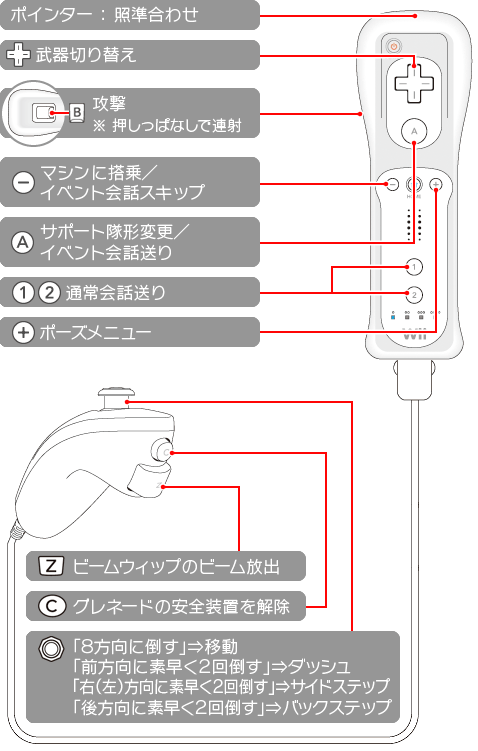 ポインター：照準合わせ
武器切り替え
B 攻撃
※ 押しっぱなしで連射
− マシンに搭乗／
イベント会話スキップ
A サポート隊形変更／
イベント会話送り
1 2 通常会話送り
+ ポーズメニュー
A
− HOME +
1
2
Wii
C
Z
Z ビームウィップのビーム放出
C グレネードの安全装置を解除
「8方向に倒す」⇒移動
「前方向に素早く2回倒す」⇒ダッシュ
「右(左)方向に素早く2回倒す」⇒サイドステップ
「後方向に素早く2回倒す」⇒バックステップ